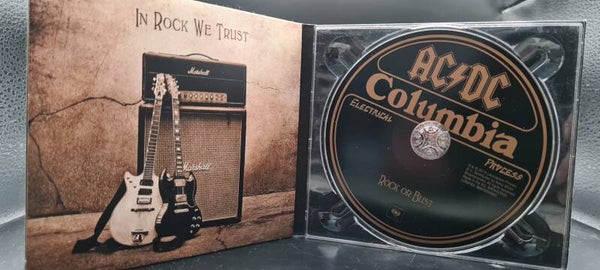 IN ROCK WE TRUST
Marshall
Marshall
AC DC
Columbia
ELECTRICAL
PROCESS
ROCK OR BUST